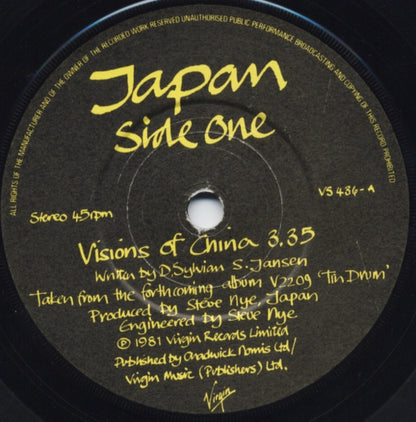 ALL RIGHTS OF THE MANUFACTURER AND OF THE OWNER OF THE RECORDED WORK RESERVED UNAUTHORISED PUBLIC PERFORMANCE BROADCASTING AND COPYING OF THIS RECORD PROHIBITED
Japan
Side One
VS 436-A
Stereo 45rpm
Visions of China 3.35
Written by D.Sylvian S.Jansen
Taken from the forthcoming album V2209 'Tin Drum'
Produced by Steve Nye, Japan
Engineered by Steve Nye.
℗ 1981 Virgin Records Limited
Published by Chadwick Nomis Ltd/
Virgin Music (Publishers) Ltd.
Virgin